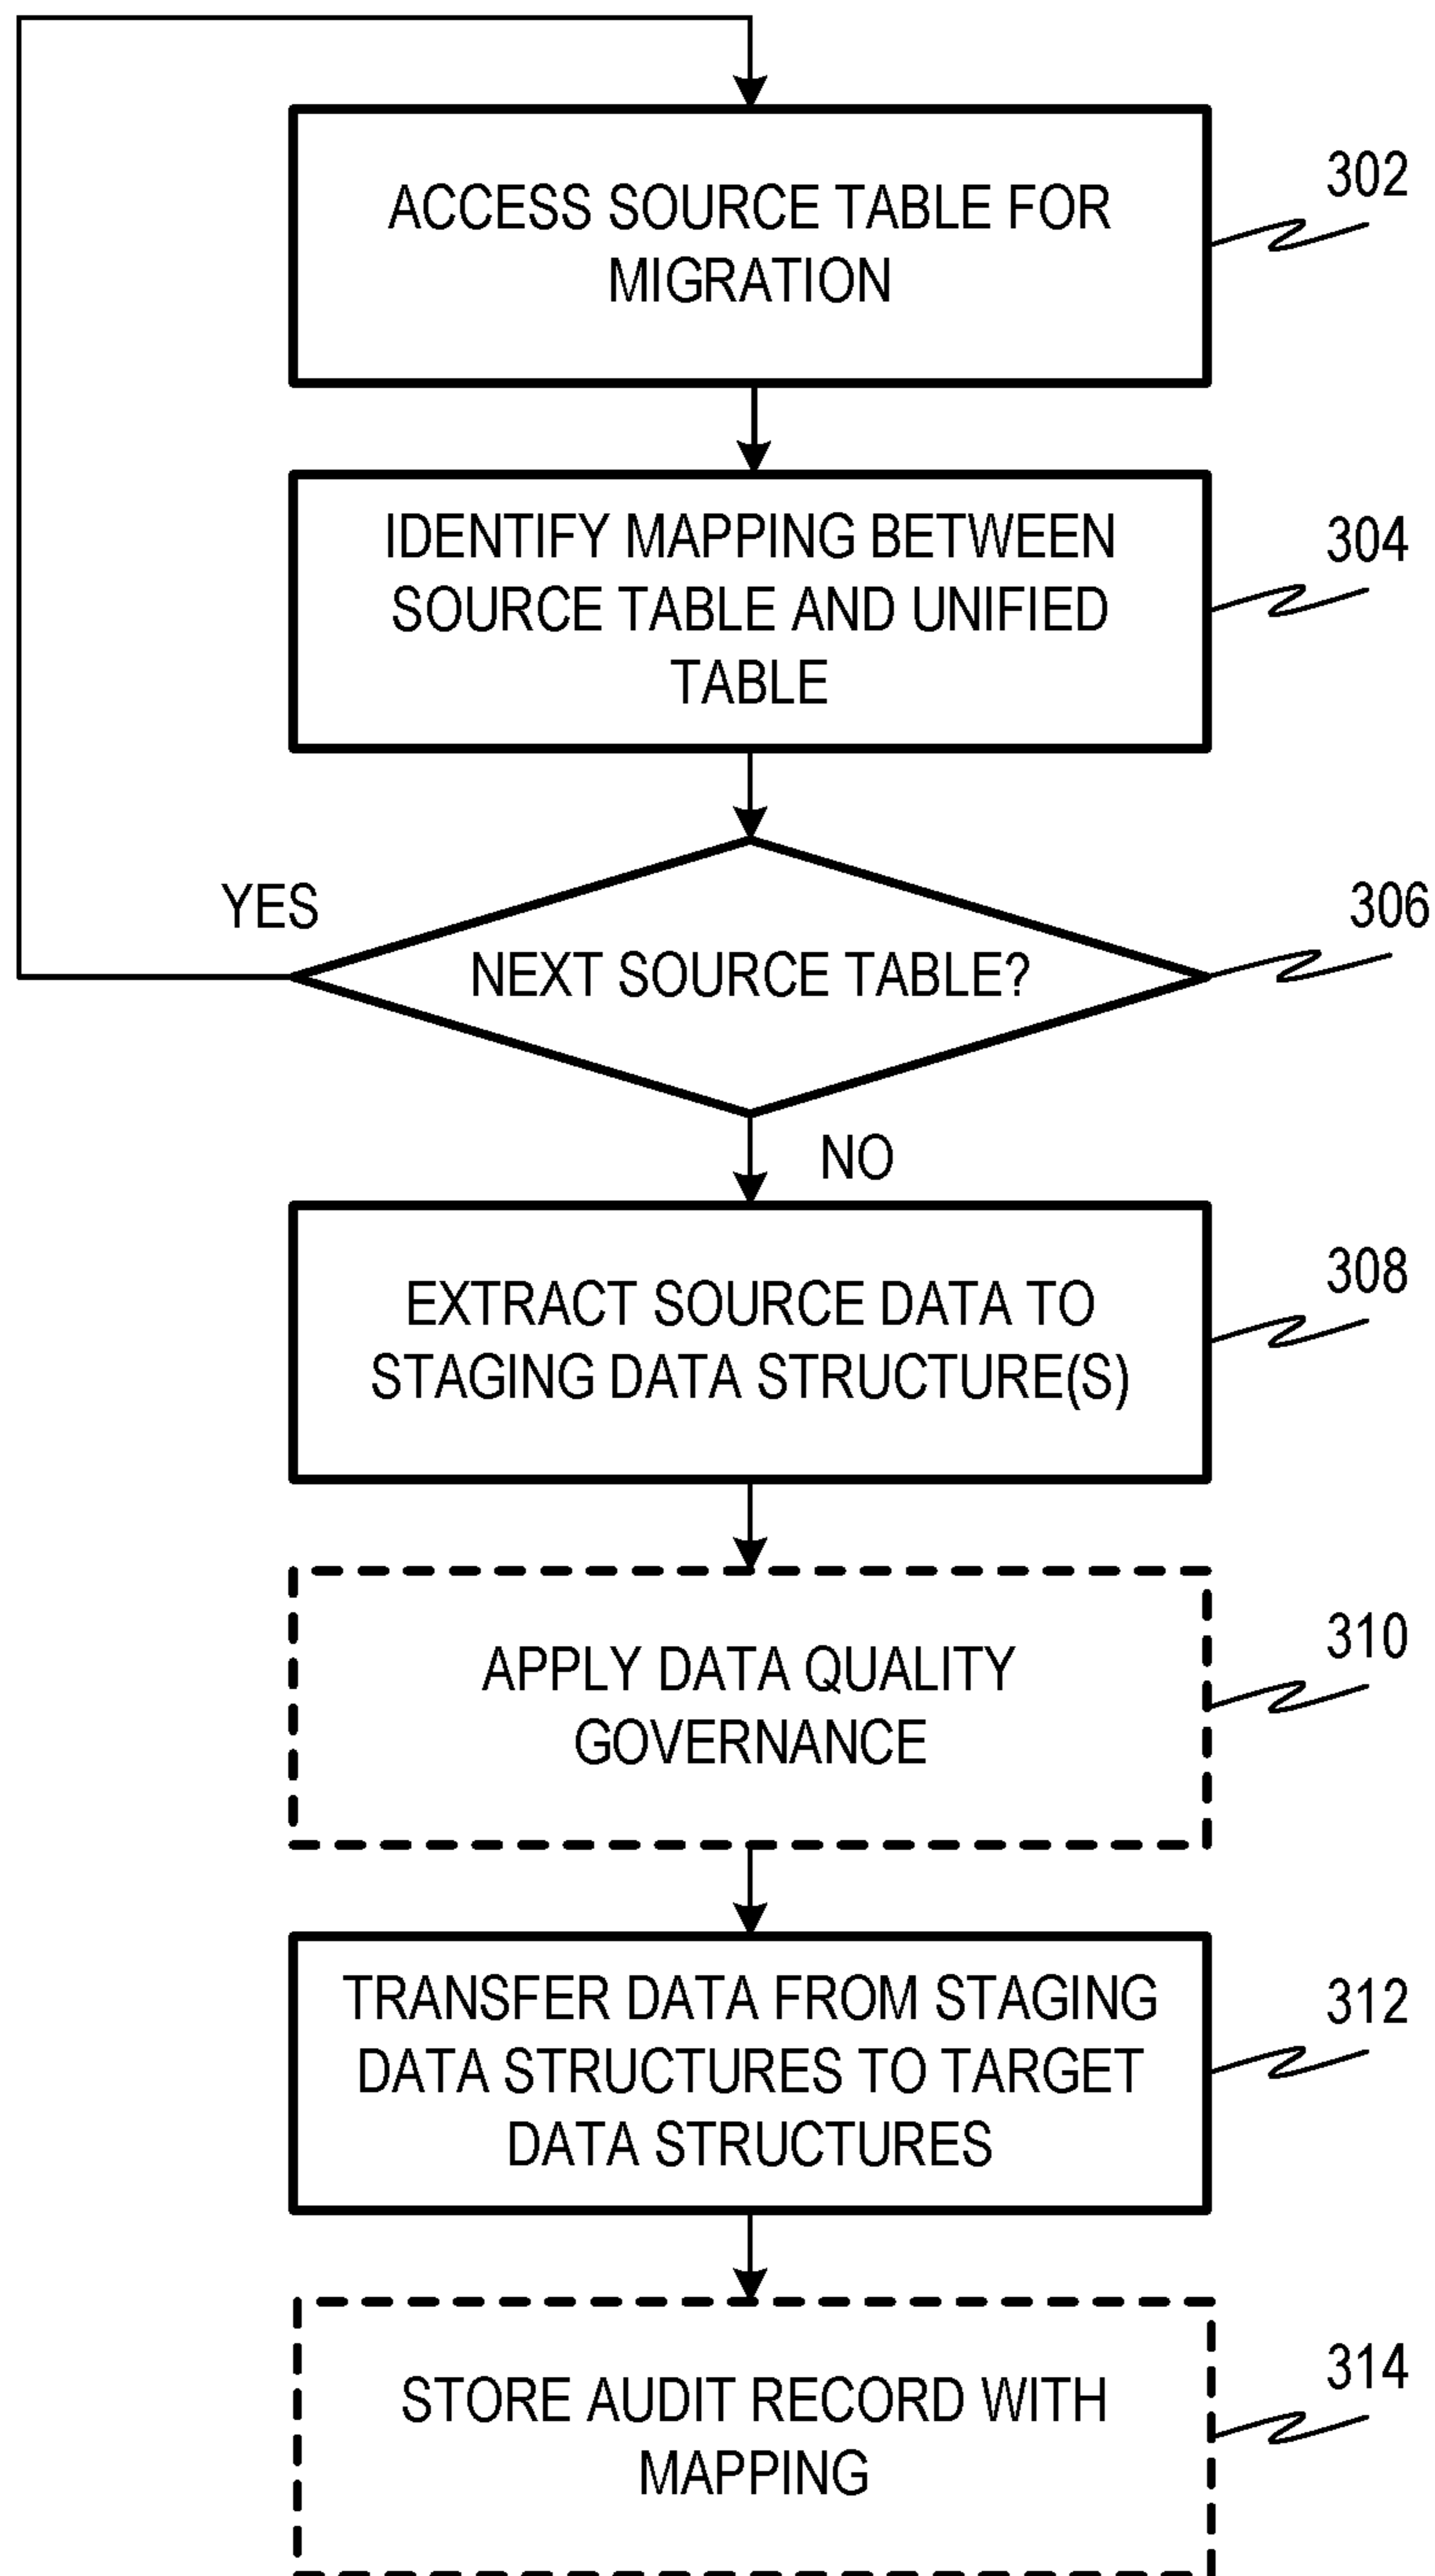 ACCESS SOURCE TABLE FOR
MIGRATION
302
IDENTIFY MAPPING BETWEEN
SOURCE TABLE AND UNIFIED
TABLE
304
YES
NEXT SOURCE TABLE?
306
NO
EXTRACT SOURCE DATA TO
STAGING DATA STRUCTURE(S)
308
APPLY DATA QUALITY
GOVERNANCE
310
TRANSFER DATA FROM STAGING
DATA STRUCTURES TO TARGET
DATA STRUCTURES
312
STORE AUDIT RECORD WITH
MAPPING
314